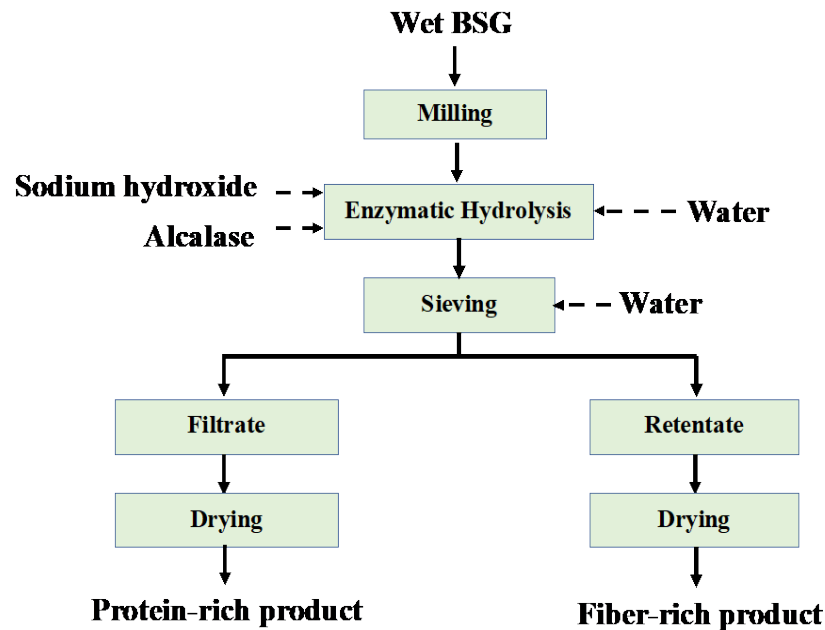 Wet BSG
Milling
Sodium hydroxide
Enzymatic Hydrolysis
Water
Alcalase
Sieving
Water
Filtrate
Retentate
Drying
Drying
Protein-rich product
Fiber-rich product